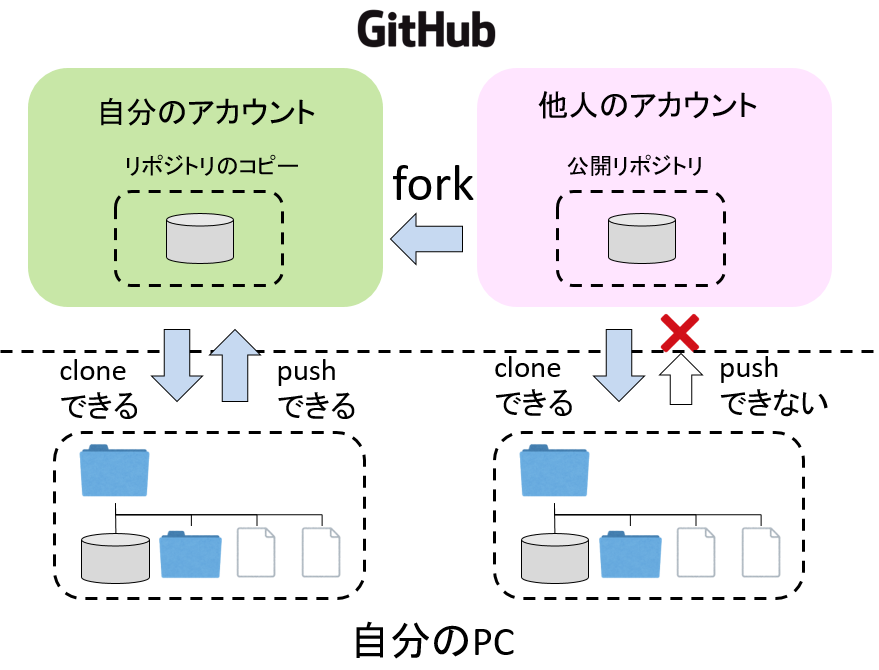 GitHub
自分のアカウント
他人のアカウント
リポジトリのコピー
fork
公開リポジトリ
clone
できる
push
できる
clone
できる
push
できない
自分のPC